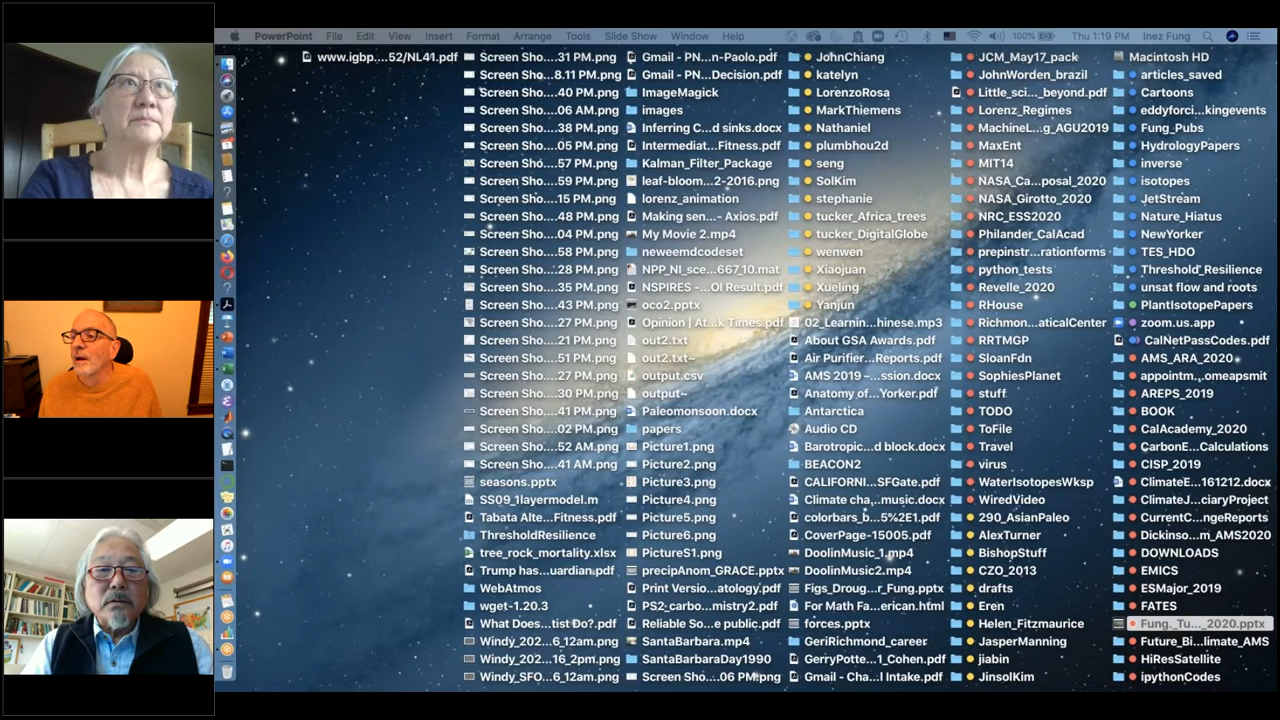 PowerPoint File Edit View Insert Format Arrange Tools Slide Show Window Help 100% Thu 1:19 PM Inez Fung
www.igbp...52/NL41.pdf
Screen Sho....31 PM.png
Screen Sho...8.11 PM.png
Screen Sho....40 PM.png
Screen Sho....06 AM.png
Screen Sho....38 PM.png
Screen Sho....05 PM.png
Screen Sho....57 PM.png
Screen Sho....59 PM.png
Screen Sho....15 PM.png
Screen Sho....48 PM.png
Screen Sho....04 PM.png
Screen Sho....58 PM.png
Screen Sho....28 PM.png
Screen Sho....35 PM.png
Screen Sho....43 PM.png
Screen Sho....27 PM.png
Screen Sho....21 PM.png
Screen Sho....51 PM.png
Screen Sho....27 PM.png
Screen Sho....30 PM.png
Screen Sho....41 PM.png
Screen Sho....02 PM.png
Screen Sho....52 AM.png
Screen Sho....41 AM.png
seasons.pptx
SS09_1layermodel.m
Tabata Alte...Fitness.pdf
ThresholdResilience
tree_rock_mortality.xlsx
Trump has...uardian.pdf
WebAtmos
wget-1.20.3
What Does...tist Do?.pdf
Windy_202...6_12am.png
Windy_202...16_2pm.png
Windy_SFO...6_12am.png
Gmail - PN...n-Paolo.pdf
Gmail - PN...Decision.pdf
ImageMagick
images
Inferring C...d sinks.docx
Intermediat...Fitness.pdf
Kalman_Filter_Package
leaf-bloom...2-2016.png
lorenz_animation
Making sen...- Axios.pdf
My Movie 2.mp4
neweemdcodeset
NPP_NI_sce...667_10.mat
NSPIRES -...OI Result.pdf
oco2.pptx
Opinion | At...k Times.pdf
out2.txt
out2.txt~
output.csv
output~
Paleomonsoon.docx
papers
Picture1.png
Picture2.png
Picture3.png
Picture4.png
Picture5.png
Picture6.png
PictureS1.png
precipAnom_GRACE.pptx
Print Versio...atology.pdf
PS2_carbo...mistry2.pdf
Reliable So...e public.pdf
SantaBarbara.mp4
SantaBarbaraDay1990
Screen Sho....06 PM.png
JohnChiang
katelyn
LorenzoRosa
MarkThiemens
Nathaniel
plumbhou2d
seng
SolKim
stephanie
tucker_Africa_trees
tucker_DigitalGlobe
wenwen
Xiaojuan
Xueling
Yanjun
02_Learnin...hinese.mp3
About GSA Awards.pdf
Air Purifier...Reports.pdf
AMS 2019 –...ssion.docx
Anatomy of...Yorker.pdf
Antarctica
Audio CD
Barotropic...d block.docx
BEACON2
CALIFORNI...SFGate.pdf
Climate cha...music.docx
colorbars_b...5%2E1.pdf
CoverPage-15005.pdf
DoolinMusic_1.mp4
DoolinMusic2.mp4
Figs_Droug...r_Fung.pptx
For Math Fa...erican.html
forces.pptx
GeriRichmond_career
GerryPotte...1_Cohen.pdf
Gmail - Cha...l Intake.pdf
JCM_May17_pack
JohnWorden_brazil
Little_sci..._beyond.pdf
Lorenz_Regimes
MachineL...g_AGU2019
MaxEnt
MIT14
NASA_Ca...posal_2020
NASA_Girotto_2020
NRC_ESS2020
Philander_CalAcad
prepinstr...rationforms
python_tests
Revelle_2020
RHouse
Richmon...aticalCenter
RRTMGP
SloanFdn
SophiesPlanet
stuff
TODO
ToFile
Travel
virus
WaterIsotopesWksp
WiredVideo
290_AsianPaleo
AlexTurner
BishopStuff
CZO_2013
drafts
Eren
Helen_Fitzmaurice
JasperManning
jiabin
JinsolKim
Macintosh HD
articles_saved
Cartoons
eddyforci...kingevents
Fung_Pubs
HydrologyPapers
inverse
isotopes
JetStream
Nature_Hiatus
NewYorker
TES_HDO
Threshold_Resilience
unsat flow and roots
PlantIsotopePapers
zoom.us.app
CalNetPassCodes.pdf
AMS_ARA_2020
appointm...omeapsmit
AREPS_2019
BOOK
CalAcademy_2020
CarbonE...Calculations
CISP_2019
ClimateE...161212.docx
ClimateJ...ciaryProject
CurrentC...ngeReports
Dickinso...m_AMS2020
DOWNLOADS
EMICS
ESMajor_2019
FATES
Fung._Tu..._2020.pptx
Future_Bi...limate_AMS
HiResSatellite
ipythonCodes